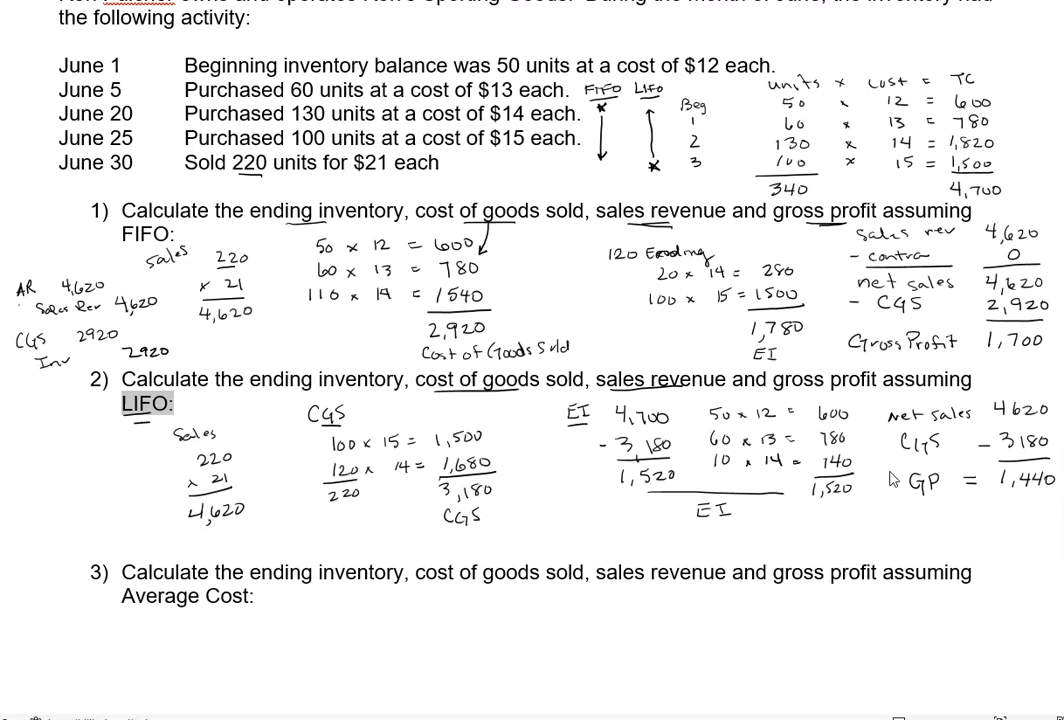 the following activity:
June 1 Beginning inventory balance was 50 units at a cost of $12 each.
June 5 Purchased 60 units at a cost of $13 each.
June 20 Purchased 130 units at a cost of $14 each.
June 25 Purchased 100 units at a cost of $15 each.
June 30 Sold 220 units for $21 each
FIFO LIFO
Beg
1
2
3
units x cost = TC
50 x 12 = 600
60 x 13 = 780
130 x 14 = 1,820
100 x 15 = 1,500
340 4,700
1) Calculate the ending inventory, cost of goods sold, sales revenue and gross profit assuming
FIFO:
Sales 220
x 21
4,620
AR 4,620
Sales Rev 4,620
CGS 2920
Inv 2920
50 x 12 = 600
60 x 13 = 780
110 x 14 = 1540
2,920
Cost of Goods Sold
120 Ending
20 x 14 = 280
100 x 15 = 1500
1,780
EI
Sales rev 4,620
- contra 0
net sales 4,620
- CGS 2,920
Gross Profit 1,700
2) Calculate the ending inventory, cost of goods sold, sales revenue and gross profit assuming
LIFO:
Sales
220
x 21
4,620
CGS
100 x 15 = 1,500
120 x 14 = 1,680
220 3,180
CGS
EI 4,700
- 3,180
1,520
50 x 12 = 600
60 x 13 = 780
10 x 14 = 140
1,520
EI
Net sales 4620
CGS - 3180
GP = 1,440
3) Calculate the ending inventory, cost of goods sold, sales revenue and gross profit assuming
Average Cost: